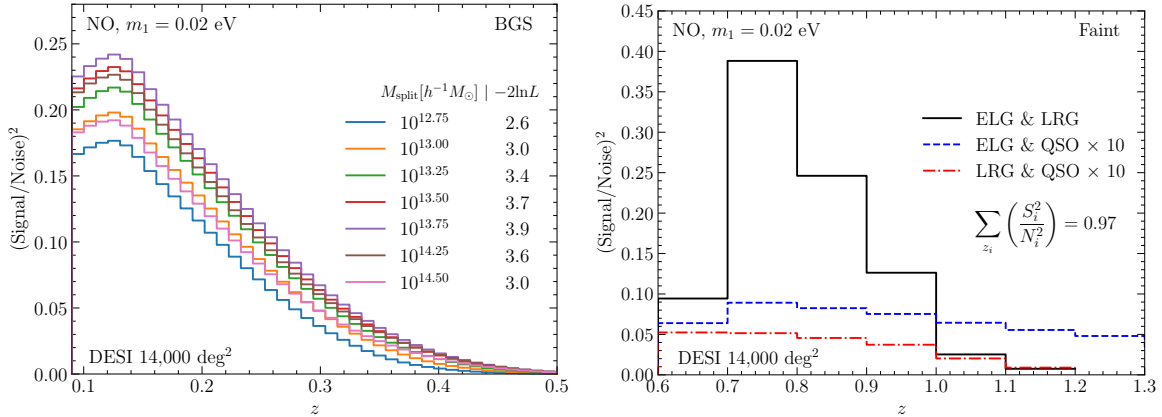 NO, m₁ = 0.02 eV
BGS
M_split[h⁻¹M_⊙] | −2lnL
10^12.75 2.6
10^13.00 3.0
10^13.25 3.4
10^13.50 3.7
10^13.75 3.9
10^14.25 3.6
10^14.50 3.0
DESI 14,000 deg²
(Signal/Noise)²
0.25
0.20
0.15
0.10
0.05
0.00
0.1 0.2 0.3 0.4 0.5
z
NO, m₁ = 0.02 eV
Faint
ELG & LRG
ELG & QSO × 10
LRG & QSO × 10
∑_{z_i} (S_i²/N_i²) = 0.97
DESI 14,000 deg²
(Signal/Noise)²
0.45
0.40
0.35
0.30
0.25
0.20
0.15
0.10
0.05
0.00
0.6 0.7 0.8 0.9 1.0 1.1 1.2 1.3
z